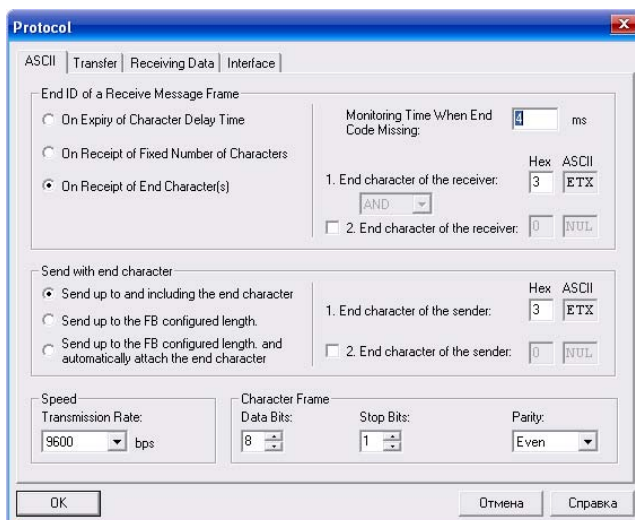 Protocol
ASCII Transfer Receiving Data Interface
End ID of a Receive Message Frame
On Expiry of Character Delay Time
On Receipt of Fixed Number of Characters
On Receipt of End Character(s)
Monitoring Time When End
Code Missing:
4 ms
Hex ASCII
1. End character of the receiver: 3 ETX
AND
2. End character of the receiver: 0 NUL
Send with end character
Send up to and including the end character
Send up to the FB configured length.
Send up to the FB configured length. and
automatically attach the end character
Hex ASCII
1. End character of the sender: 3 ETX
2. End character of the sender: 0 NUL
Speed
Transmission Rate:
9600 bps
Character Frame
Data Bits: Stop Bits: Parity:
8 1 Even
OK Отмена Справка